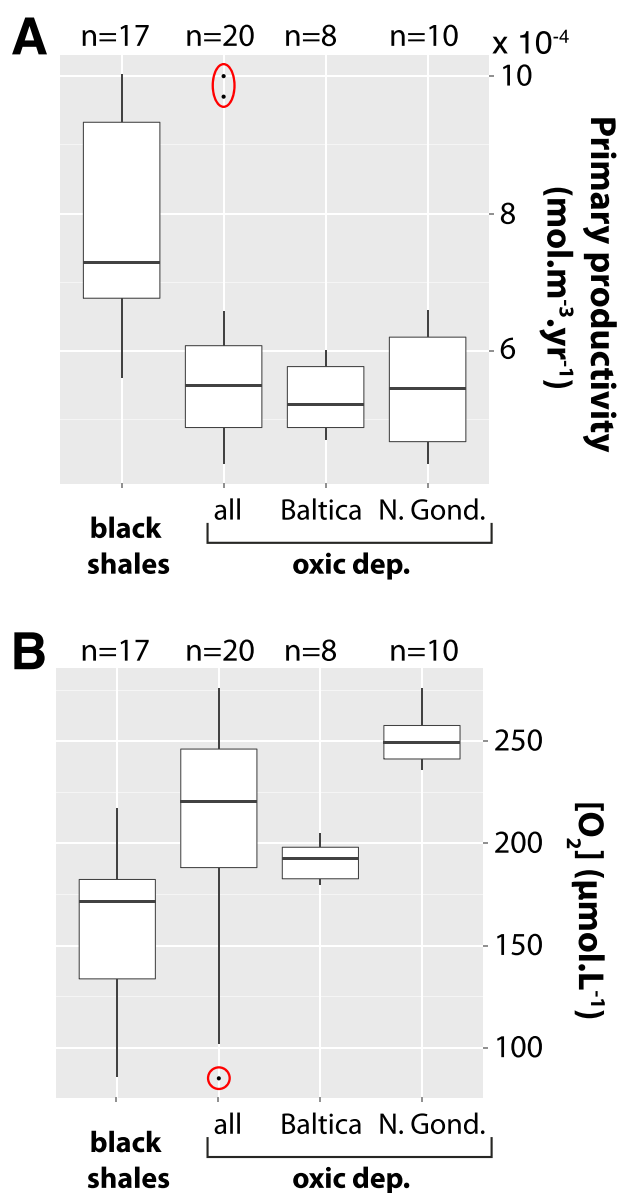 A
n=17 n=20 n=8 n=10 x 10⁻⁴
10
8
6
Primary productivity
(mol.m⁻³.yr⁻¹)
all Baltica N. Gond.
black
shales
oxic dep.
B
n=17 n=20 n=8 n=10
250
200
150
100
[O₂] (µmol.L⁻¹)
all Baltica N. Gond.
black
shales
oxic dep.